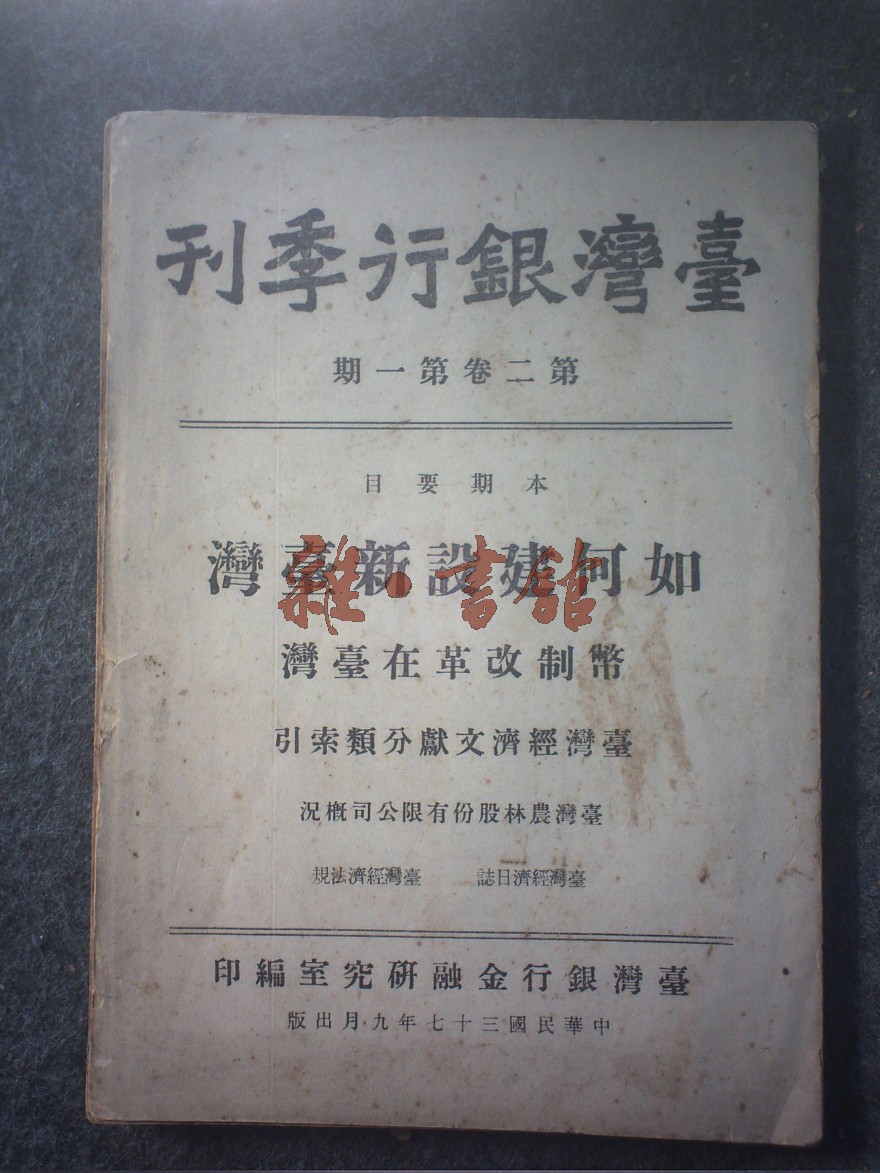 臺灣銀行季刊
第二卷第一期
本期要目
如何建設新臺灣
雜·書館
幣制改革在臺灣
臺灣經濟文獻分類索引
臺灣農林股份有限公司概況
臺灣經濟日誌 臺灣經濟法規
臺灣銀行金融研究室編印
中華民國三十七年九月出版